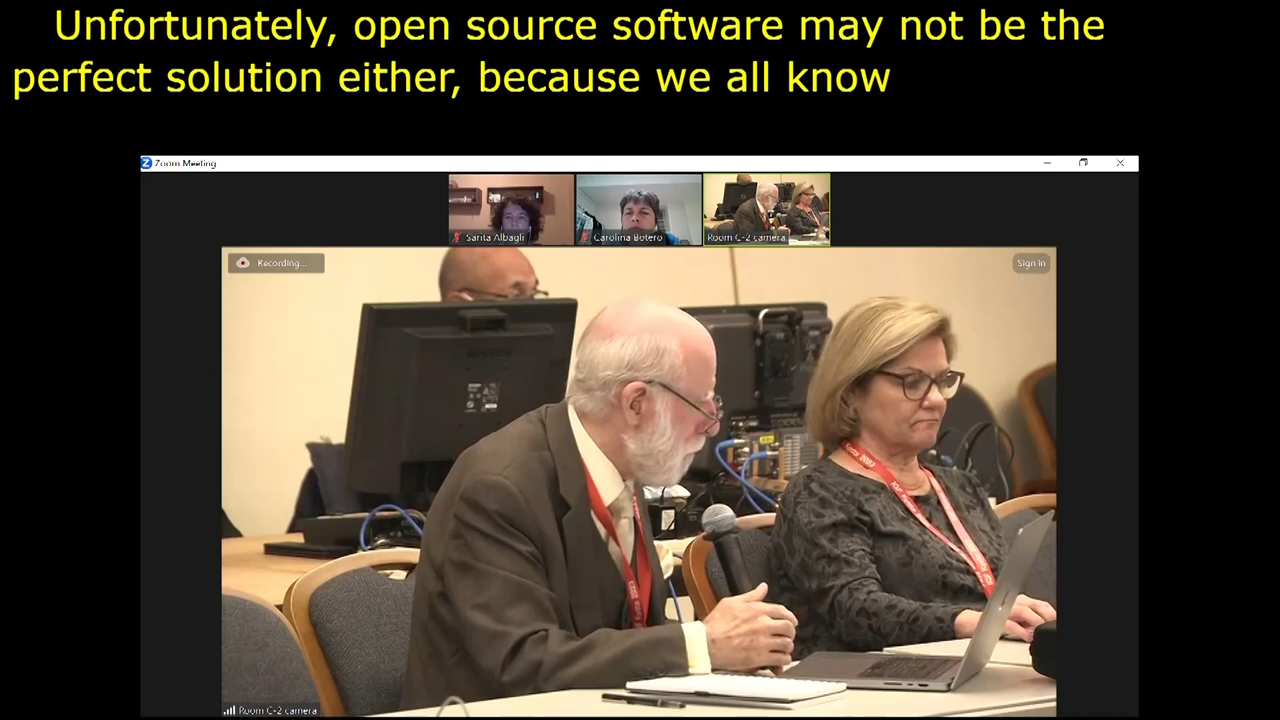 Unfortunately, open source software may not be the
perfect solution either, because we all know
Zoom Meeting
Sarita Albagli
Carolina Botero
Room C-2 camera
Recording...
Sign in
Room C-2 camera